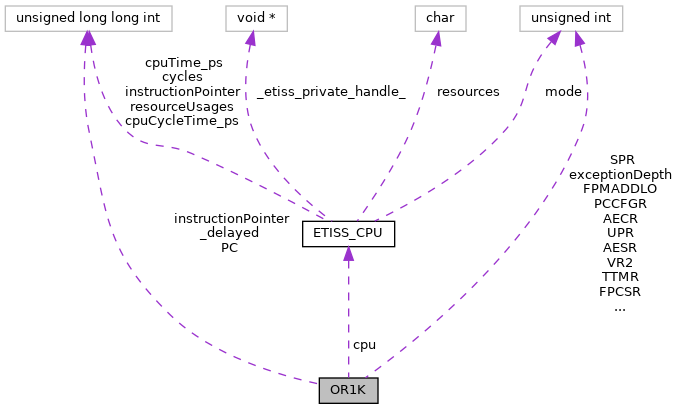 unsigned long long int
void *
char
unsigned int
cpuTime_ps
cycles
instructionPointer
resourceUsages
cpuCycleTime_ps
_etiss_private_handle_
resources
mode
SPR
exceptionDepth
FPMADDLO
PCCFGR
AECR
UPR
AESR
VR2
TTMR
FPCSR
...
instructionPointer
_delayed
PC
ETISS_CPU
cpu
OR1K